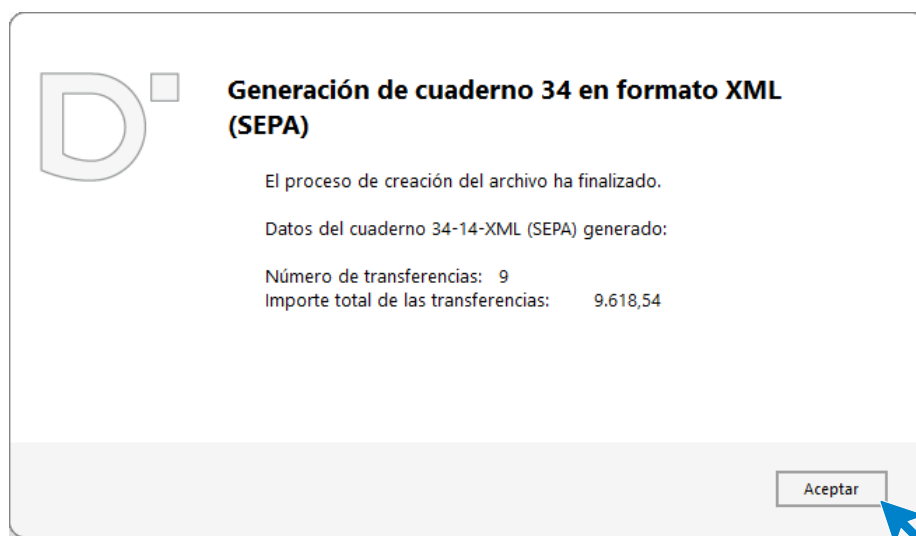 D
Generación de cuaderno 34 en formato XML
(SEPA)
El proceso de creación del archivo ha finalizado.
Datos del cuaderno 34-14-XML (SEPA) generado:
Número de transferencias: 9
Importe total de las transferencias: 9.618,54
Aceptar